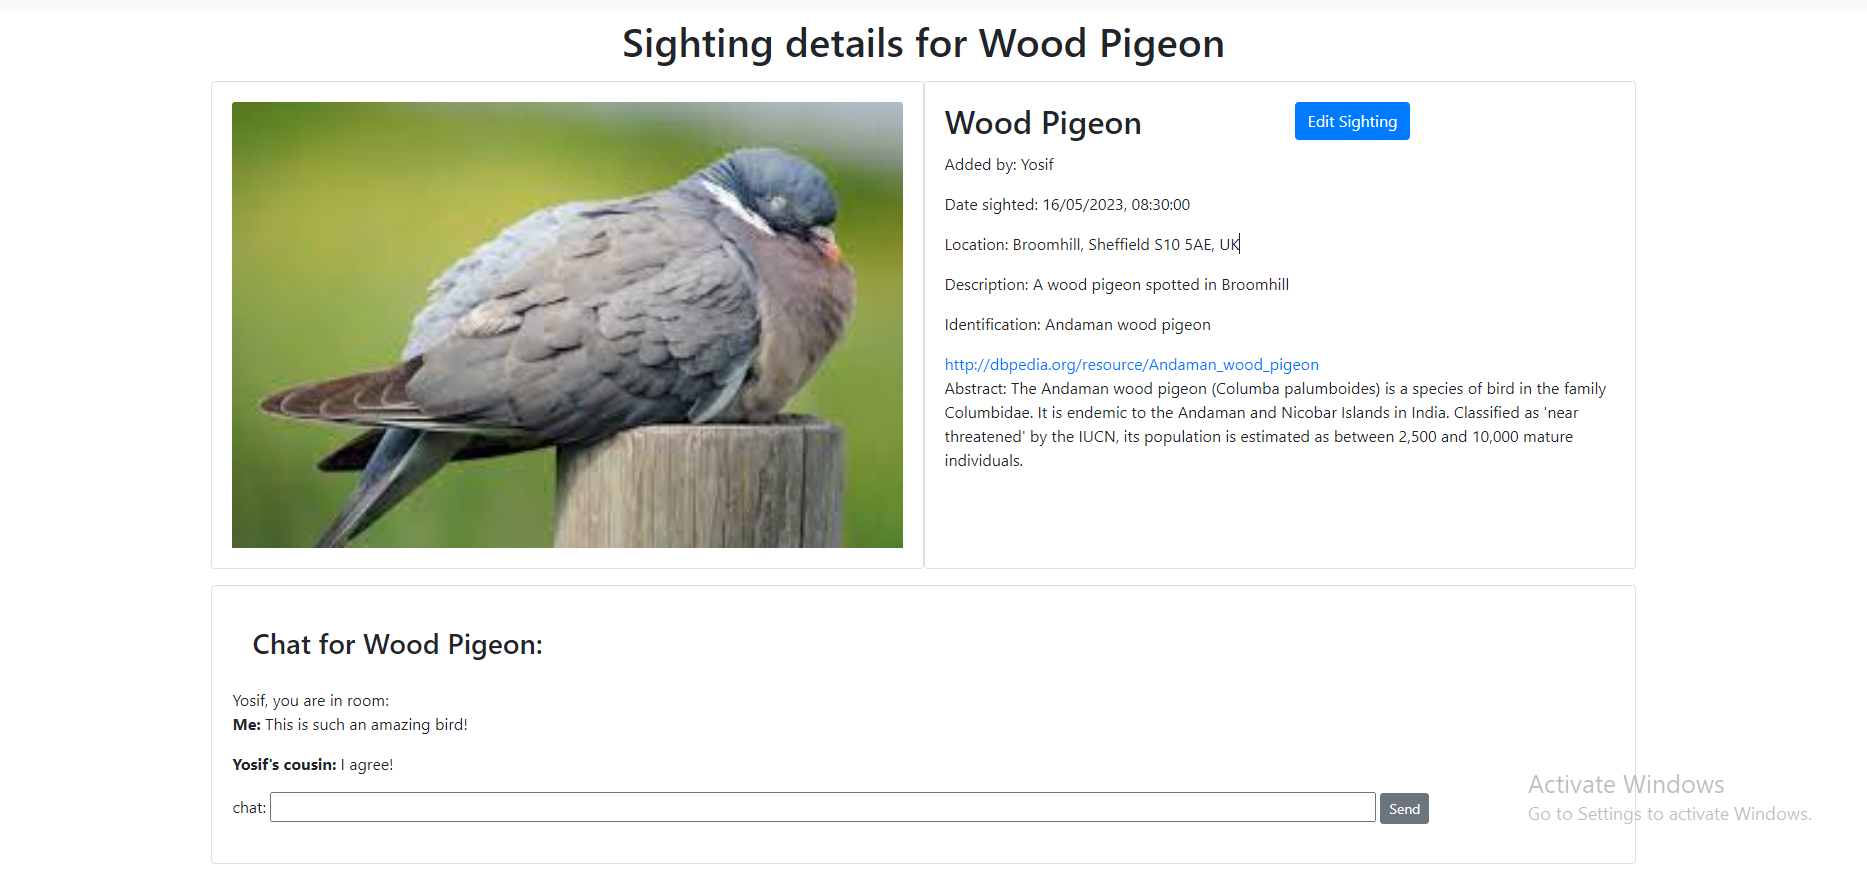 Sighting details for Wood Pigeon
Wood Pigeon
Edit Sighting
Added by: Yosif
Date sighted: 16/05/2023, 08:30:00
Location: Broomhill, Sheffield S10 5AE, UK
Description: A wood pigeon spotted in Broomhill
Identification: Andaman wood pigeon
http://dbpedia.org/resource/Andaman_wood_pigeon
Abstract: The Andaman wood pigeon (Columba palumboides) is a species of bird in the family
Columbidae. It is endemic to the Andaman and Nicobar Islands in India. Classified as 'near
threatened' by the IUCN, its population is estimated as between 2,500 and 10,000 mature
individuals.
Chat for Wood Pigeon:
Yosif, you are in room:
Me: This is such an amazing bird!
Yosif's cousin: I agree!
chat:
Send
Activate Windows
Go to Settings to activate Windows.